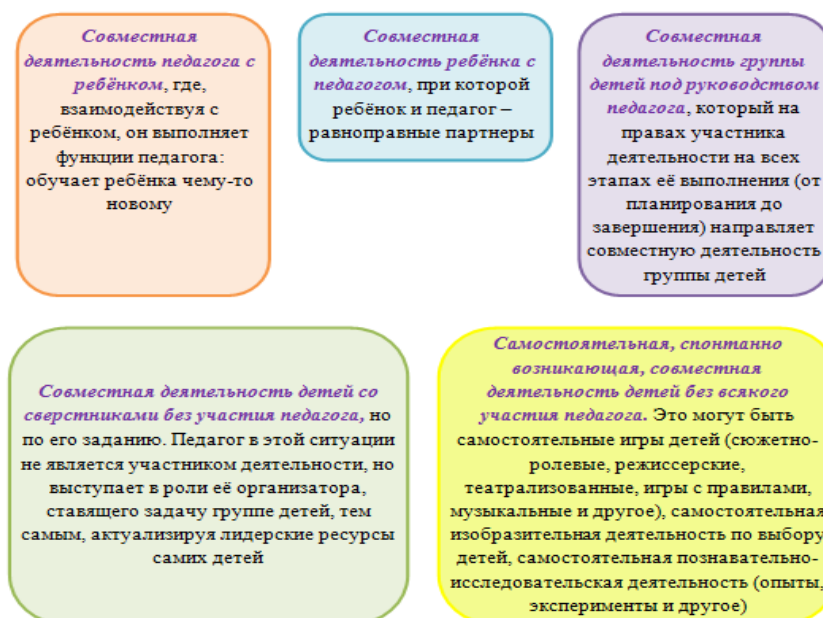 Совместная
деятельность педагога с
ребёнком, где,
взаимодействуя с
ребёнком, он выполняет
функции педагога:
обучает ребёнка чему-то
новому
Совместная
деятельность ребёнка с
педагогом, при которой
ребёнок и педагог –
равноправные партнеры
Совместная
деятельность группы
детей под руководством
педагога, который на
правах участника
деятельности на всех
этапах её выполнения (от
планирования до
завершения) направляет
совместную деятельность
группы детей
Совместная деятельность детей со
сверстниками без участия педагога, но
по его заданию. Педагог в этой ситуации
не является участником деятельности, но
выступает в роли её организатора,
ставящего задачу группе детей, тем
самым, актуализируя лидерские ресурсы
самих детей
Самостоятельная, спонтанно
возникающая, совместная
деятельность детей без всякого
участия педагога. Это могут быть
самостоятельные игры детей (сюжетно-
ролевые, режиссерские,
театрализованные, игры с правилами,
музыкальные и другое), самостоятельная
изобразительная деятельность по выбору
детей, самостоятельная познавательно-
исследовательская деятельность (опыты,
эксперименты и другое)